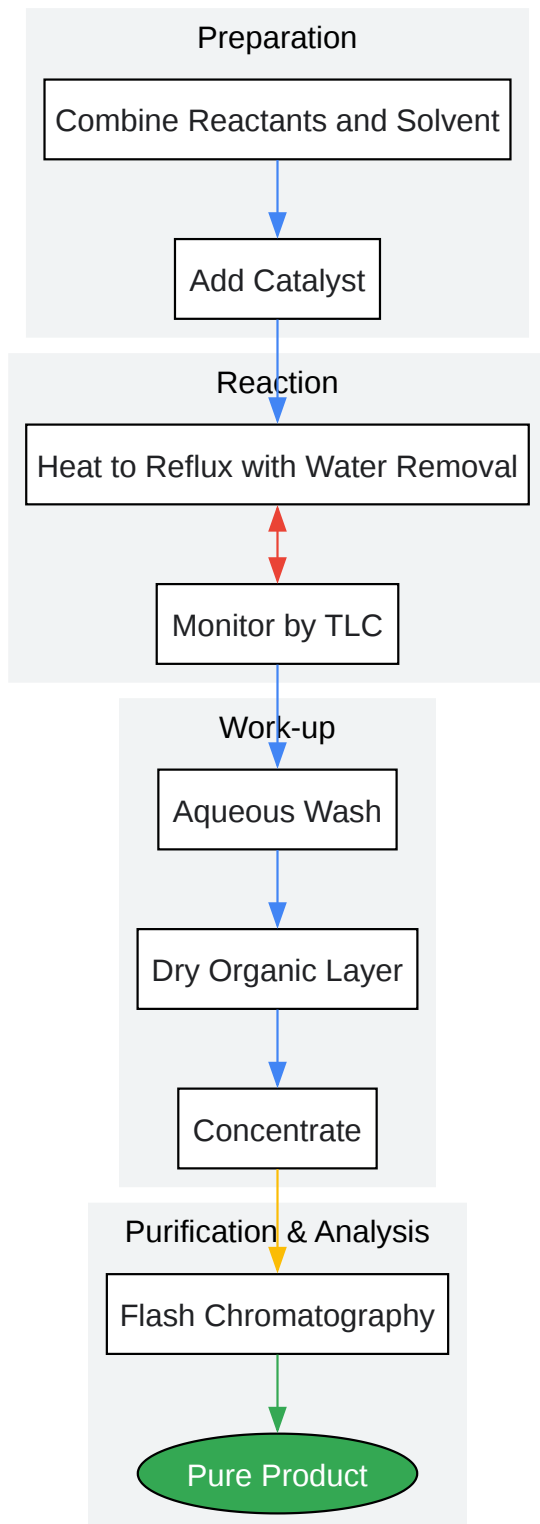 Preparation
Combine Reactants and Solvent
Add Catalyst
Reaction
Heat to Reflux with Water Removal
Monitor by TLC
Work-up
Aqueous Wash
Dry Organic Layer
Concentrate
Purification & Analysis
Flash Chromatography
Pure Product